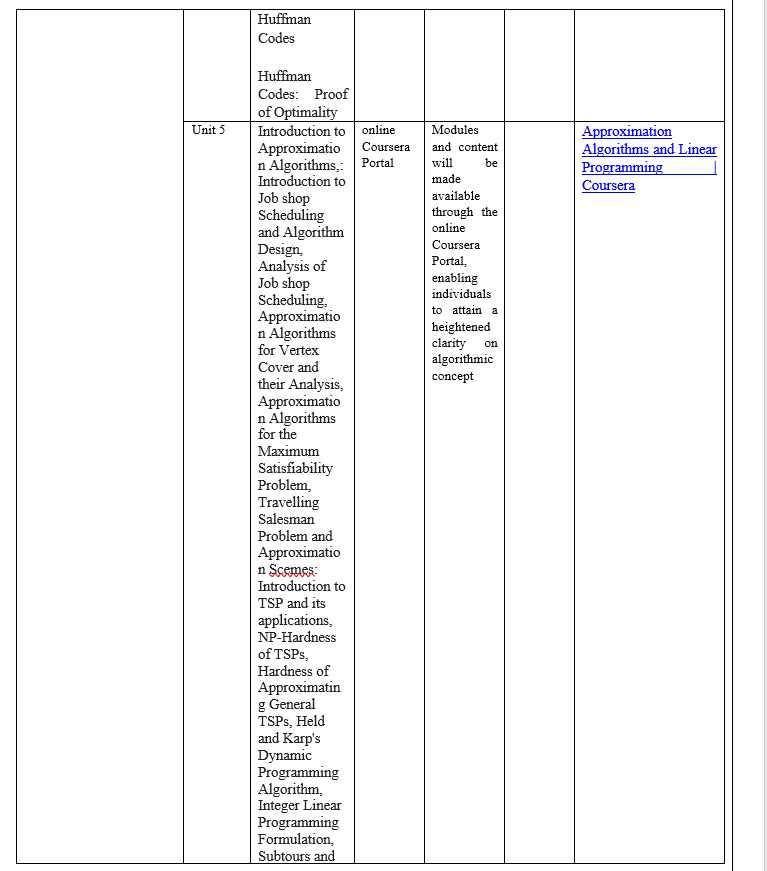 Huffman
Codes
Huffman
Codes: Proof
of Optimality
Unit 5
Introduction to
Approximatio
n Algorithms,:
Introduction to
Job shop
Scheduling
and Algorithm
Design,
Analysis of
Job shop
Scheduling,
Approximatio
n Algorithms
for Vertex
Cover and
their Analysis,
Approximatio
n Algorithms
for the
Maximum
Satisfiability
Problem,
Travelling
Salesman
Problem and
Approximatio
n Scemes:
Introduction to
TSP and its
applications,
NP-Hardness
of TSPs,
Hardness of
Approximatin
g General
TSPs, Held
and Karp's
Dynamic
Programming
Algorithm,
Integer Linear
Programming
Formulation,
Subtours and
online
Coursera
Portal
Modules
and content
will be
made
available
through the
online
Coursera
Portal,
enabling
individuals
to attain a
heightened
clarity on
algorithmic
concept
Approximation
Algorithms and Linear
Programming |
Coursera